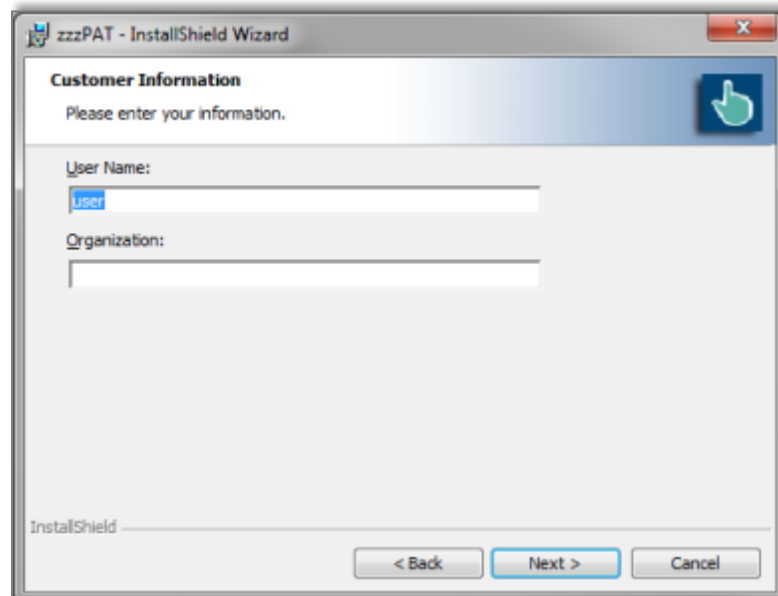 zzzPAT - InstallShield Wizard
Customer Information
Please enter your information.
User Name:
user
Organization:
InstallShield
< Back Next > Cancel